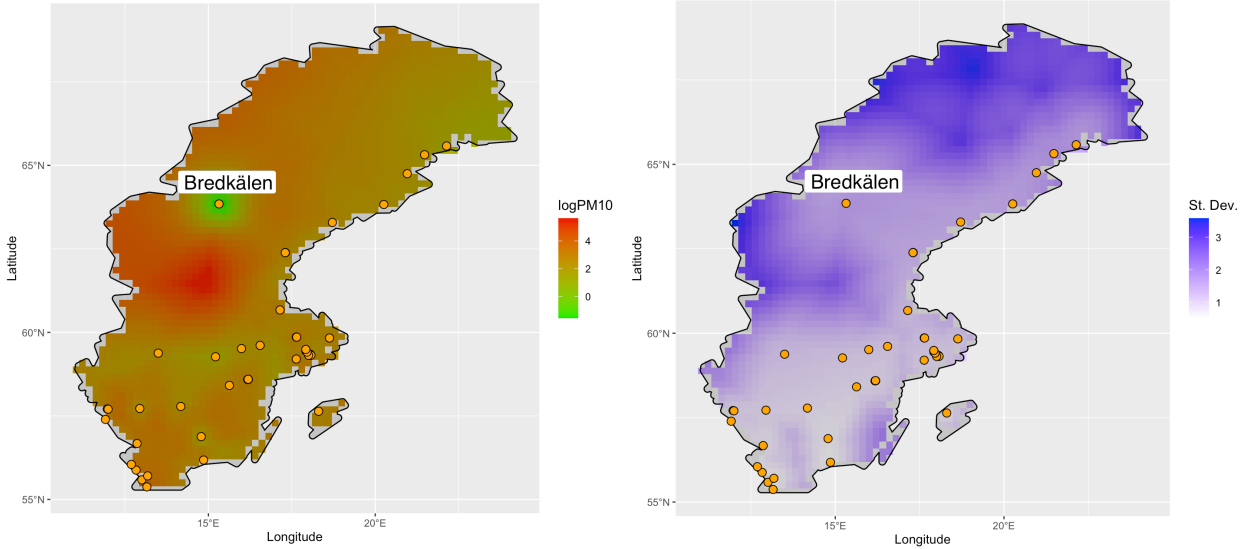 65°N
60°N
55°N
Latitude
15°E
20°E
Longitude
Bredkälen
logPM10
4
2
0
65°N
60°N
55°N
Latitude
15°E
20°E
Longitude
Bredkälen
St. Dev.
3
2
1